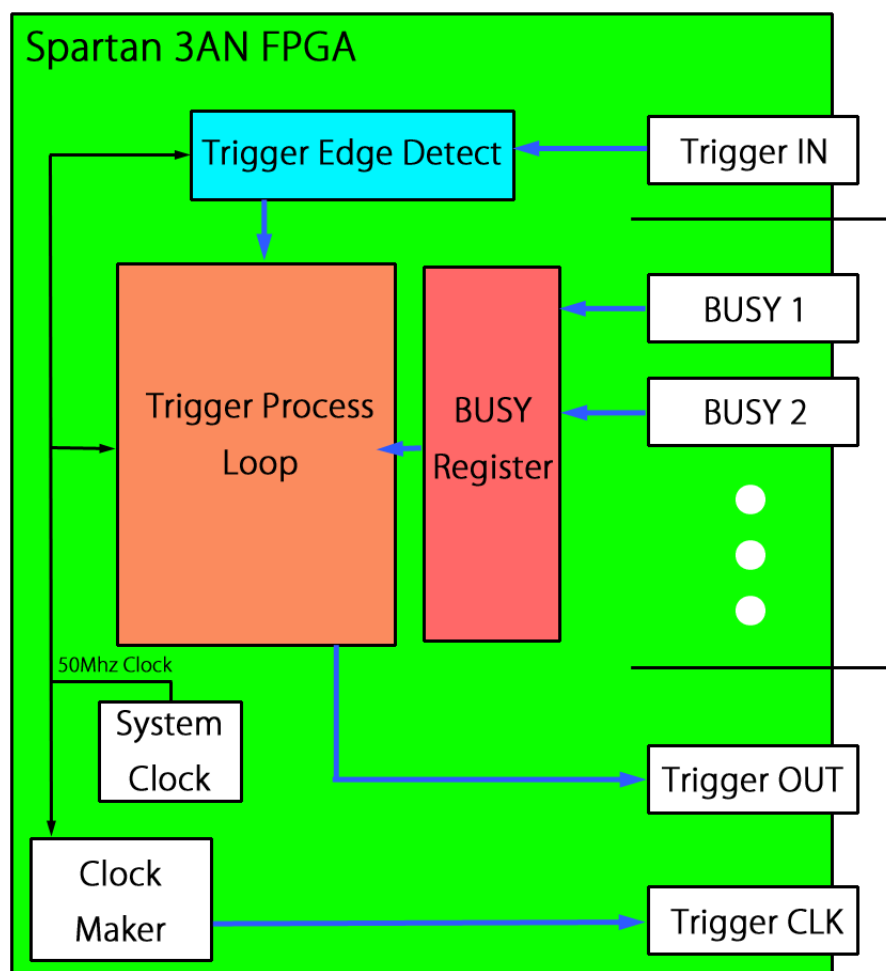 Spartan 3AN FPGA
Trigger Edge Detect
Trigger IN
BUSY 1
BUSY 2
Trigger Process
Loop
BUSY
Register
50Mhz Clock
System
Clock
Trigger OUT
Clock
Maker
Trigger CLK